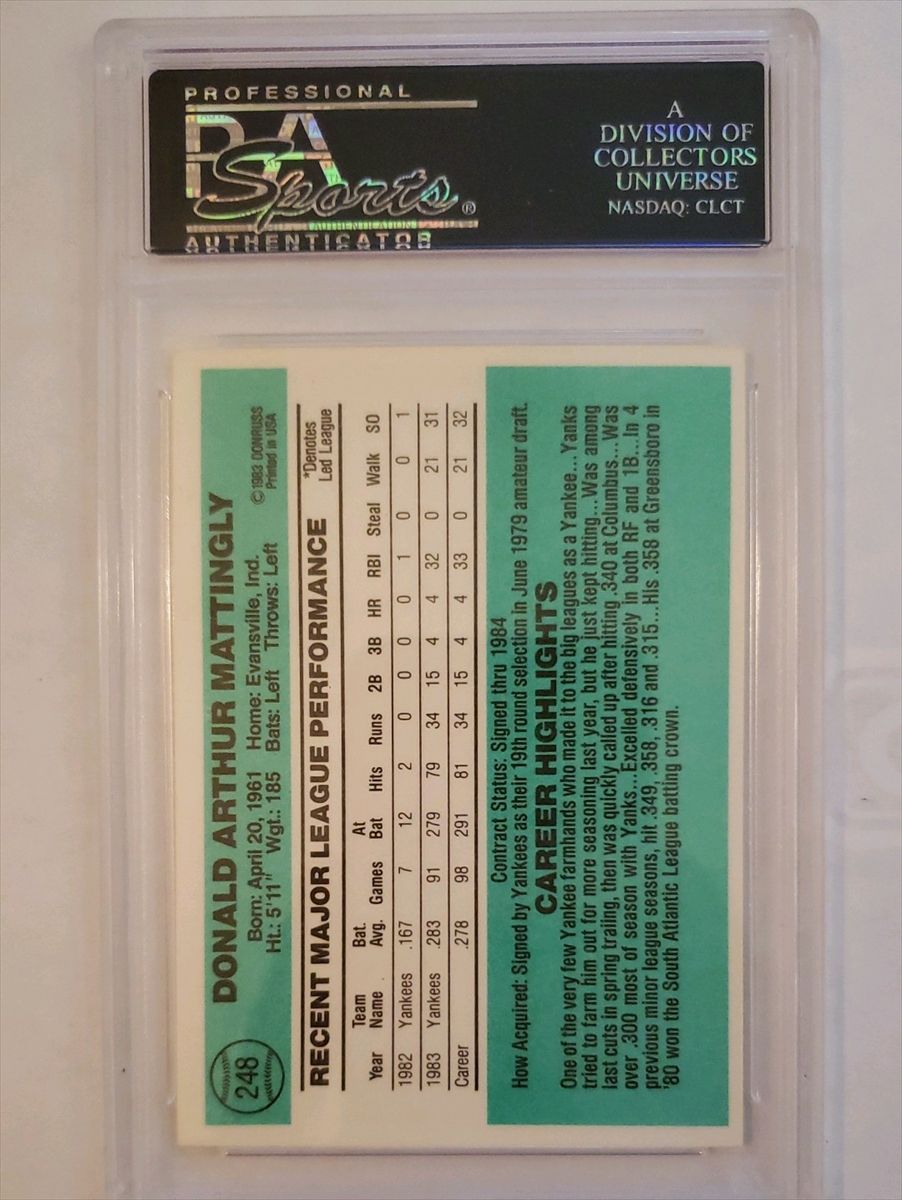 PROFESSIONAL
PSA
Sports®
AUTHENTICATOR
A
DIVISION OF
COLLECTORS
UNIVERSE
NASDAQ: CLCT
248
DONALD ARTHUR MATTINGLY
Born: April 20, 1961 Home: Evansville, Ind.
Ht.: 5'11" Wgt.: 185 Bats: Left Throws: Left
©1983 DONRUSS
Printed in USA
RECENT MAJOR LEAGUE PERFORMANCE
*Denotes
Led League
Year Team Name Bat. Avg. Games At Bat Hits Runs 2B 3B HR RBI Steal Walk SO
1982 Yankees .167 7 12 2 0 0 0 0 1 0 0 1
1983 Yankees .283 91 279 79 34 15 4 4 32 0 21 31
Career .278 98 291 81 34 15 4 4 33 0 21 32
Contract Status: Signed thru 1984
How Acquired: Signed by Yankees as their 19th round selection in June 1979 amateur draft.
CAREER HIGHLIGHTS
One of the very few Yankee farmhands who made it to the big leagues as a Yankee...Yanks
tried to farm him out for more seasoning last year, but he just kept hitting...Was among
last cuts in spring training, then was quickly called up after hitting .340 at Columbus...Was
over .300 most of season with Yanks...Excelled defensively in both RF and 1B...In 4
previous minor league seasons, hit .349, .358, .316 and .315...His .358 at Greensboro in
'80 won the South Atlantic League batting crown.